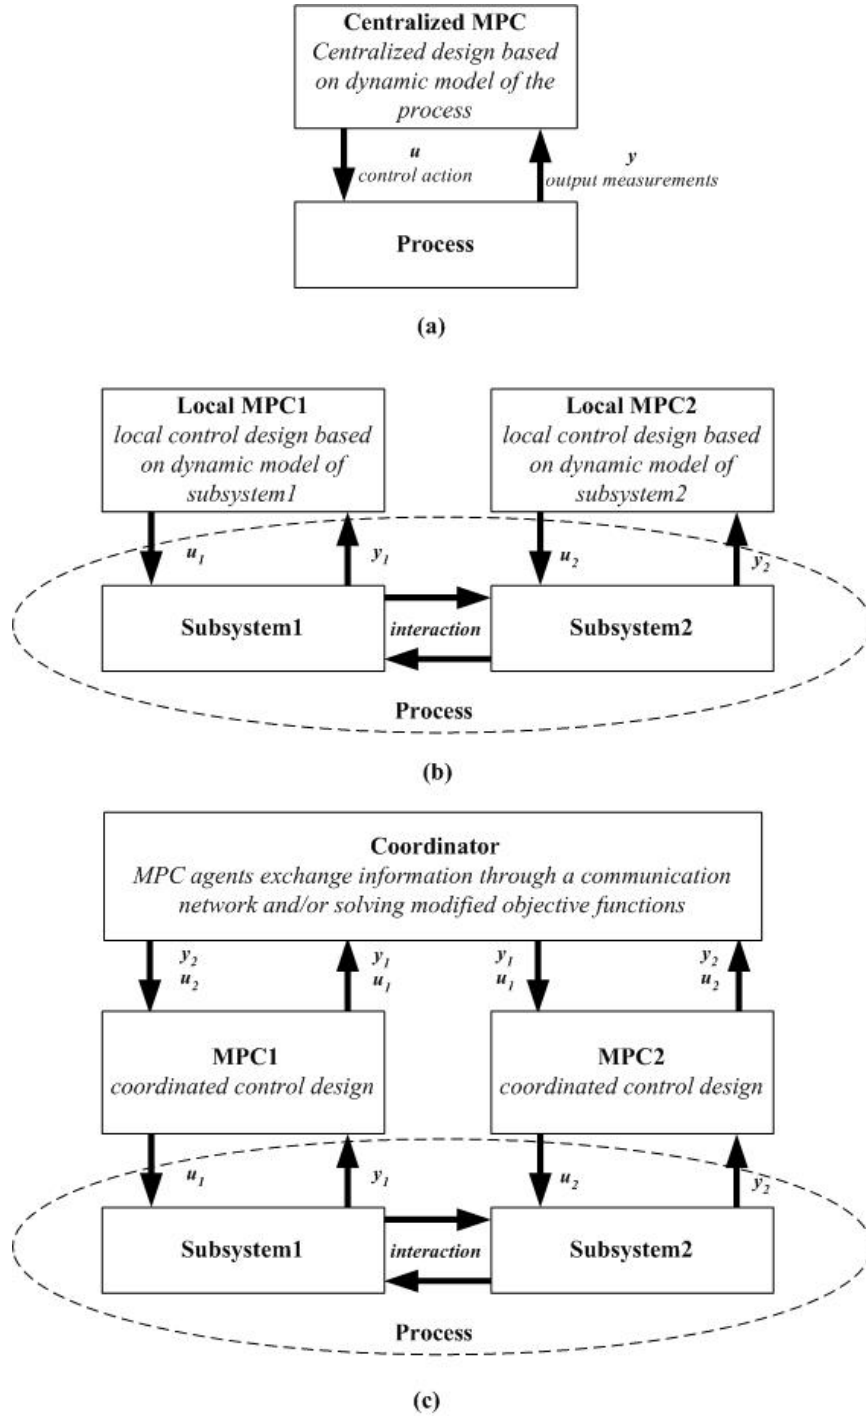 Centralized MPC
Centralized design based
on dynamic model of the
process
u
control action
y
output measurements
Process
(a)
Local MPC1
local control design based
on dynamic model of
subsystem1
Local MPC2
local control design based
on dynamic model of
subsystem2
u1
y1
u2
y2
Subsystem1
interaction
Subsystem2
Process
(b)
Coordinator
MPC agents exchange information through a communication
network and/or solving modified objective functions
y2
u2
y1
u1
y1
u1
y2
u2
MPC1
coordinated control design
MPC2
coordinated control design
u1
y1
u2
y2
Subsystem1
interaction
Subsystem2
Process
(c)